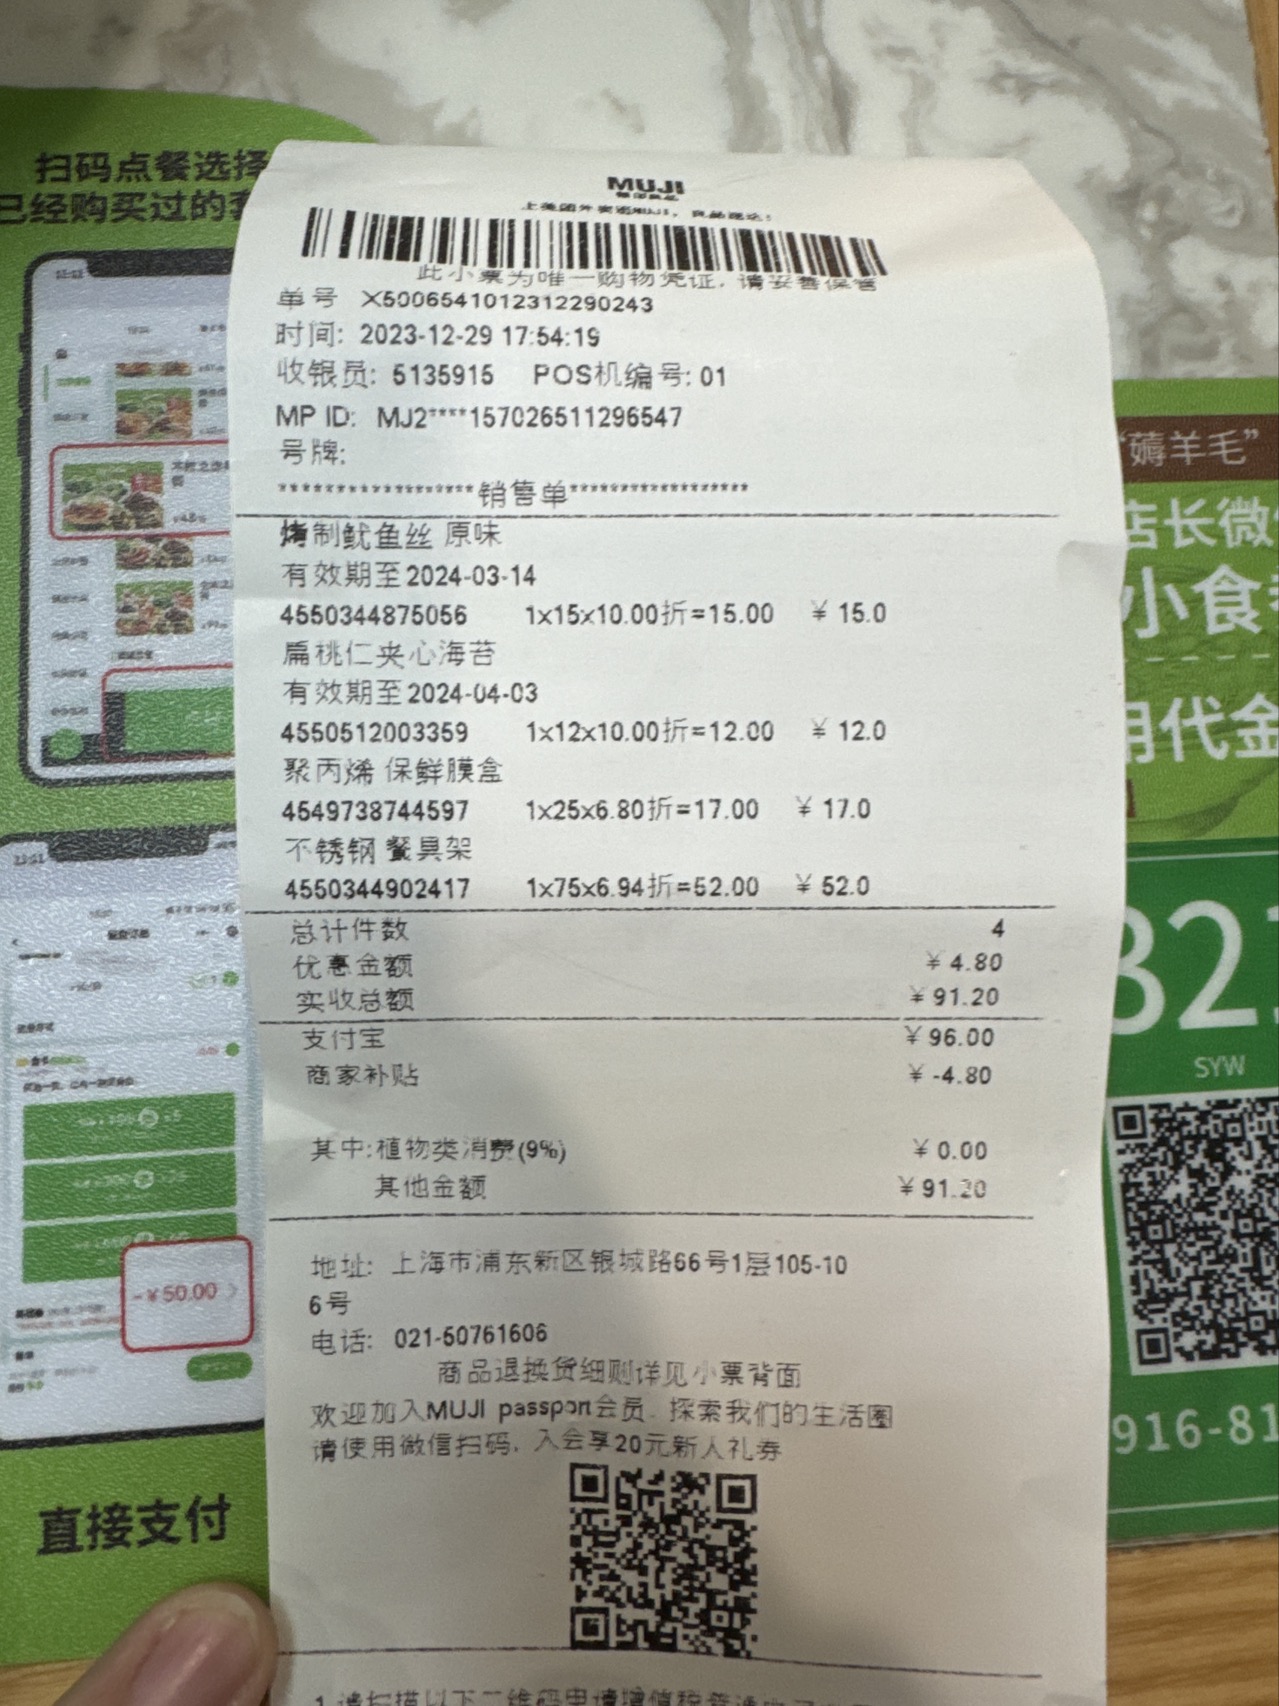 扫码点餐选择
已经购买过的套
直接支付
-¥50.00
MUJI
此小票为唯一购物凭证, 请妥善保管
单号 X5006541012312290243
时间: 2023-12-29 17:54:19
收银员: 5135915 POS机编号: 01
MP ID: MJ2****157026511296547
号牌:
******************销售单******************
烤制鱿鱼丝 原味
有效期至2024-03-14
4550344875056 1x15x10.00折=15.00 ¥ 15.0
扁桃仁夹心海苔
有效期至2024-04-03
4550512003359 1x12x10.00折=12.00 ¥ 12.0
聚丙烯 保鲜膜盒
4549738744597 1x25x6.80折=17.00 ¥ 17.0
不锈钢 餐具架
4550344902417 1x75x6.94折=52.00 ¥ 52.0
总计件数 4
优惠金额 ¥ 4.80
实收总额 ¥ 91.20
支付宝 ¥ 96.00
商家补贴 ¥ -4.80
其中:植物类消费(9%) ¥ 0.00
其他金额 ¥ 91.20
地址: 上海市浦东新区银城路66号1层105-10
6号
电话: 021-50761606
商品退换货细则详见小票背面
欢迎加入MUJI passport会员. 探索我们的生活圈
请使用微信扫码, 入会享20元新人礼券
“薅羊毛”
店长微
小食
用代金
821
SYW
916-81